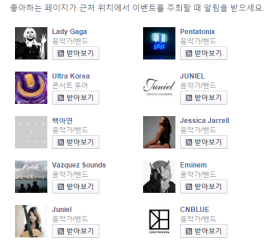 좋아하는 페이지가 근처 위치에서 이벤트를 주최할 때 알림을 받으세요.
Lady Gaga
음악가/밴드
받아보기
Pentatonix
음악가/밴드
받아보기
Ultra Korea
콘서트 투어
받아보기
Juniel
JUNIEL
음악가/밴드
받아보기
백아연
음악가/밴드
받아보기
Jessica Jarrell
음악가/밴드
받아보기
Vazquez Sounds
음악가/밴드
받아보기
Eminem
음악가/밴드
받아보기
Juniel
음악가/밴드
받아보기
CNBLUE
음악가/밴드
받아보기